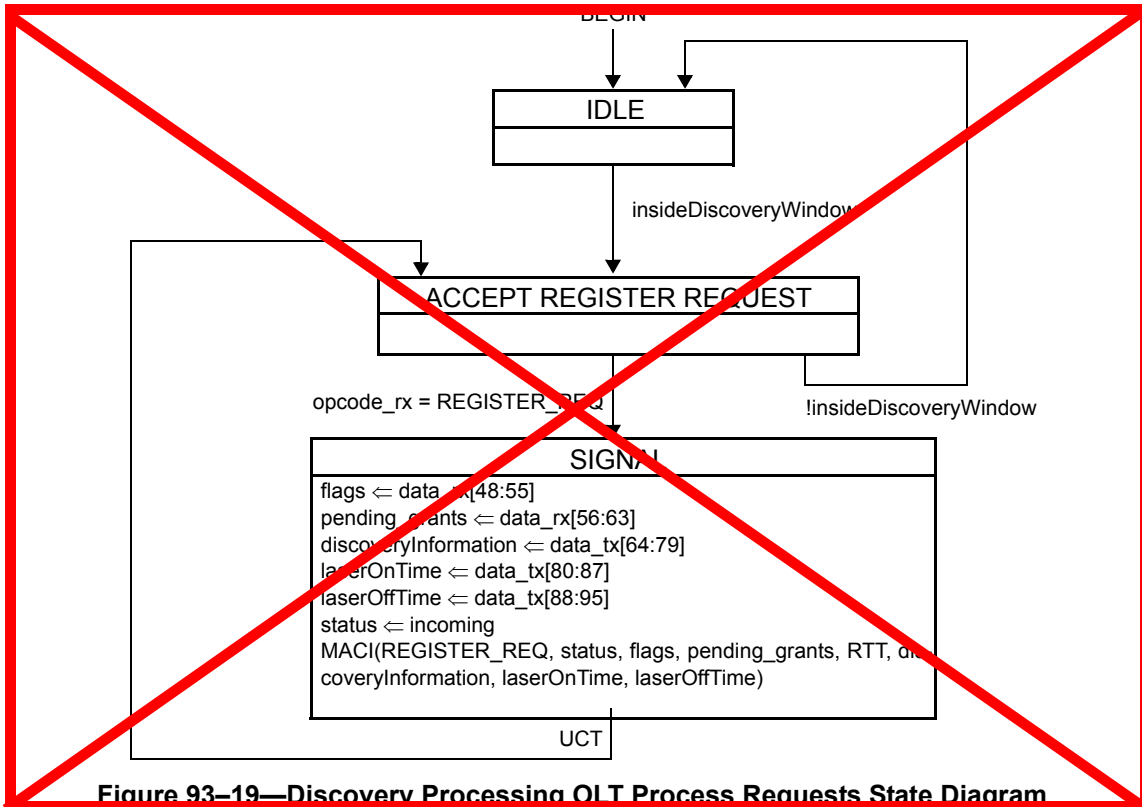 BEGIN
IDLE
insideDiscoveryWindow
ACCEPT REGISTER REQUEST
opcode_rx = REGISTER_REQ
!insideDiscoveryWindow
SIGNAL
flags ⇐ data_rx[48:55]
pending_grants ⇐ data_rx[56:63]
discoveryInformation ⇐ data_tx[64:79]
laserOnTime ⇐ data_tx[80:87]
laserOffTime ⇐ data_tx[88:95]
status ⇐ incoming
MACI(REGISTER_REQ, status, flags, pending_grants, RTT, dis
coveryInformation, laserOnTime, laserOffTime)
UCT
Figure 93–19—Discovery Processing OLT Process Requests State Diagram